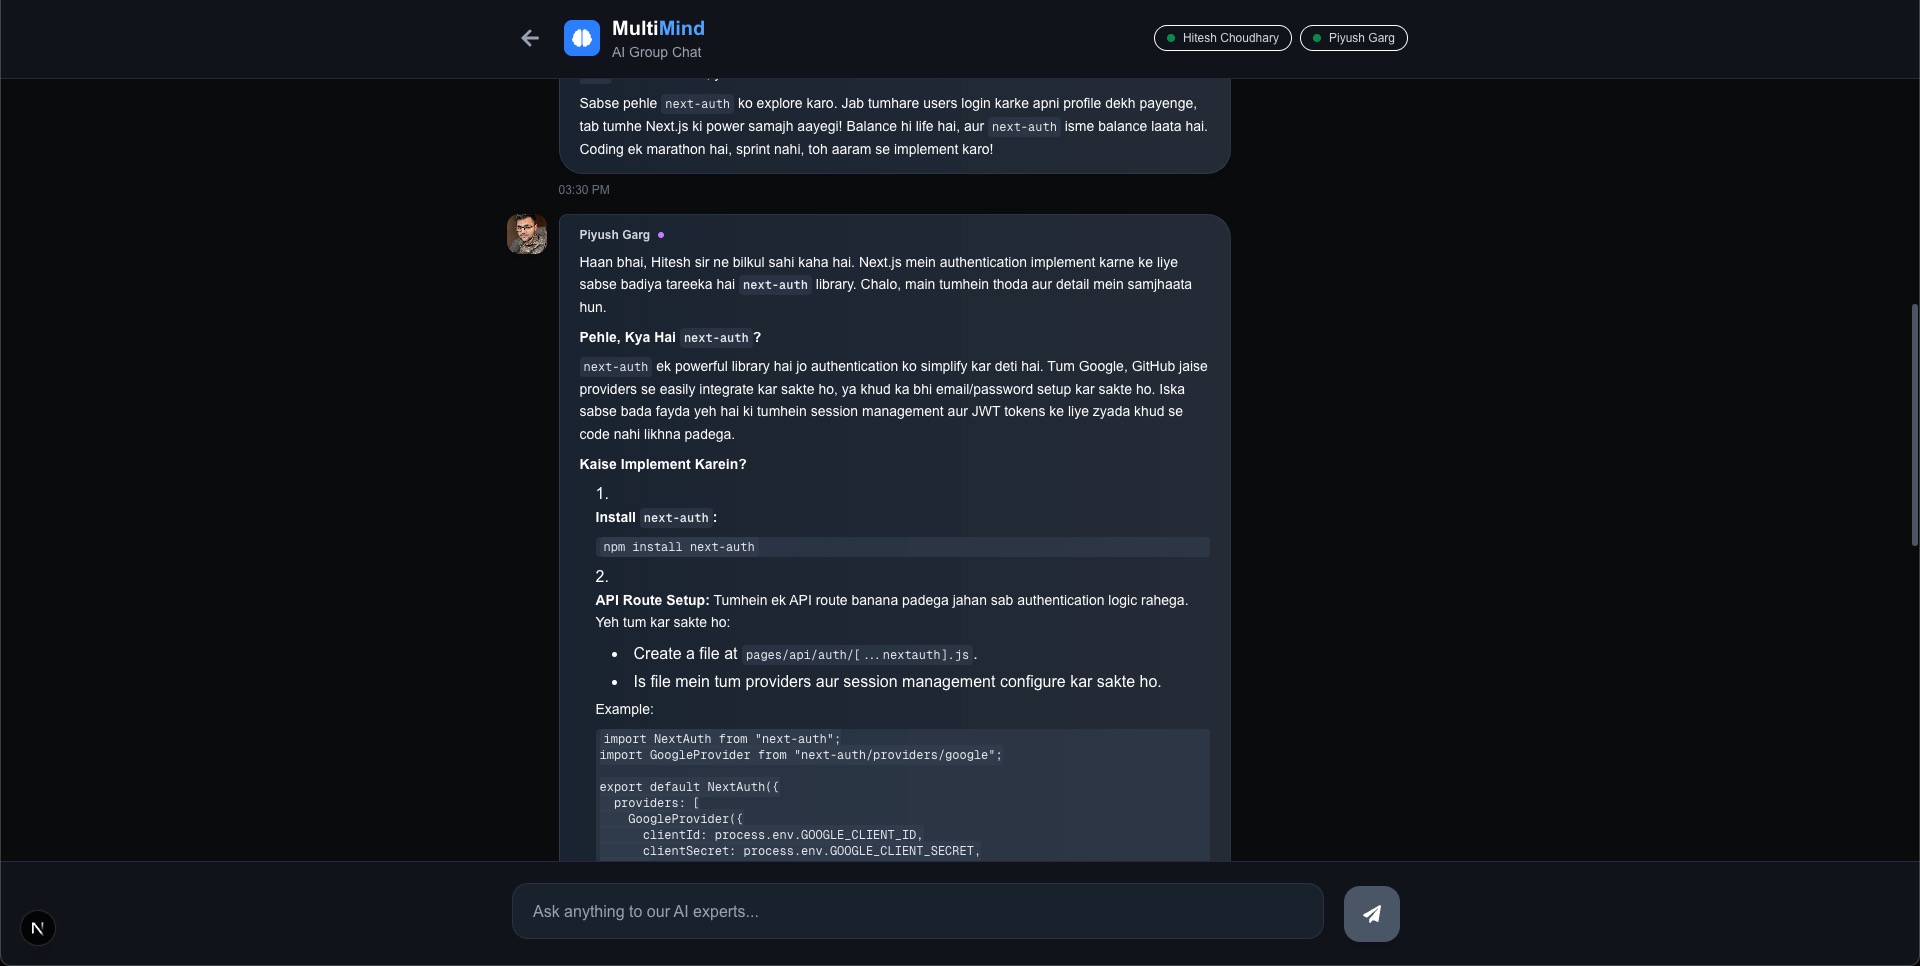 MultiMind
AI Group Chat
Hitesh Choudhary
Piyush Garg
Sabse pehle next-auth ko explore karo. Jab tumhare users login karke apni profile dekh payenge,
tab tumhe Next.js ki power samajh aayegi! Balance hi life hai, aur next-auth isme balance laata hai.
Coding ek marathon hai, sprint nahi, toh aaram se implement karo!
03:30 PM
Piyush Garg
Haan bhai, Hitesh sir ne bilkul sahi kaha hai. Next.js mein authentication implement karne ke liye
sabse badiya tareeka hai next-auth library. Chalo, main tumhein thoda aur detail mein samjhaata
hun.
Pehle, Kya Hai next-auth?
next-auth ek powerful library hai jo authentication ko simplify kar deti hai. Tum Google, GitHub jaise
providers se easily integrate kar sakte ho, ya khud ka bhi email/password setup kar sakte ho. Iska
sabse bada fayda yeh hai ki tumhein session management aur JWT tokens ke liye zyada khud se
code nahi likhna padega.
Kaise Implement Karein?
1.
Install next-auth:
npm install next-auth
2.
API Route Setup: Tumhein ek API route banana padega jahan sab authentication logic rahega.
Yeh tum kar sakte ho:
• Create a file at pages/api/auth/[...nextauth].js.
• Is file mein tum providers aur session management configure kar sakte ho.
Example:
import NextAuth from "next-auth";
import GoogleProvider from "next-auth/providers/google";
export default NextAuth({
providers: [
GoogleProvider({
clientId: process.env.GOOGLE_CLIENT_ID,
clientSecret: process.env.GOOGLE_CLIENT_SECRET,
Ask anything to our AI experts...
N